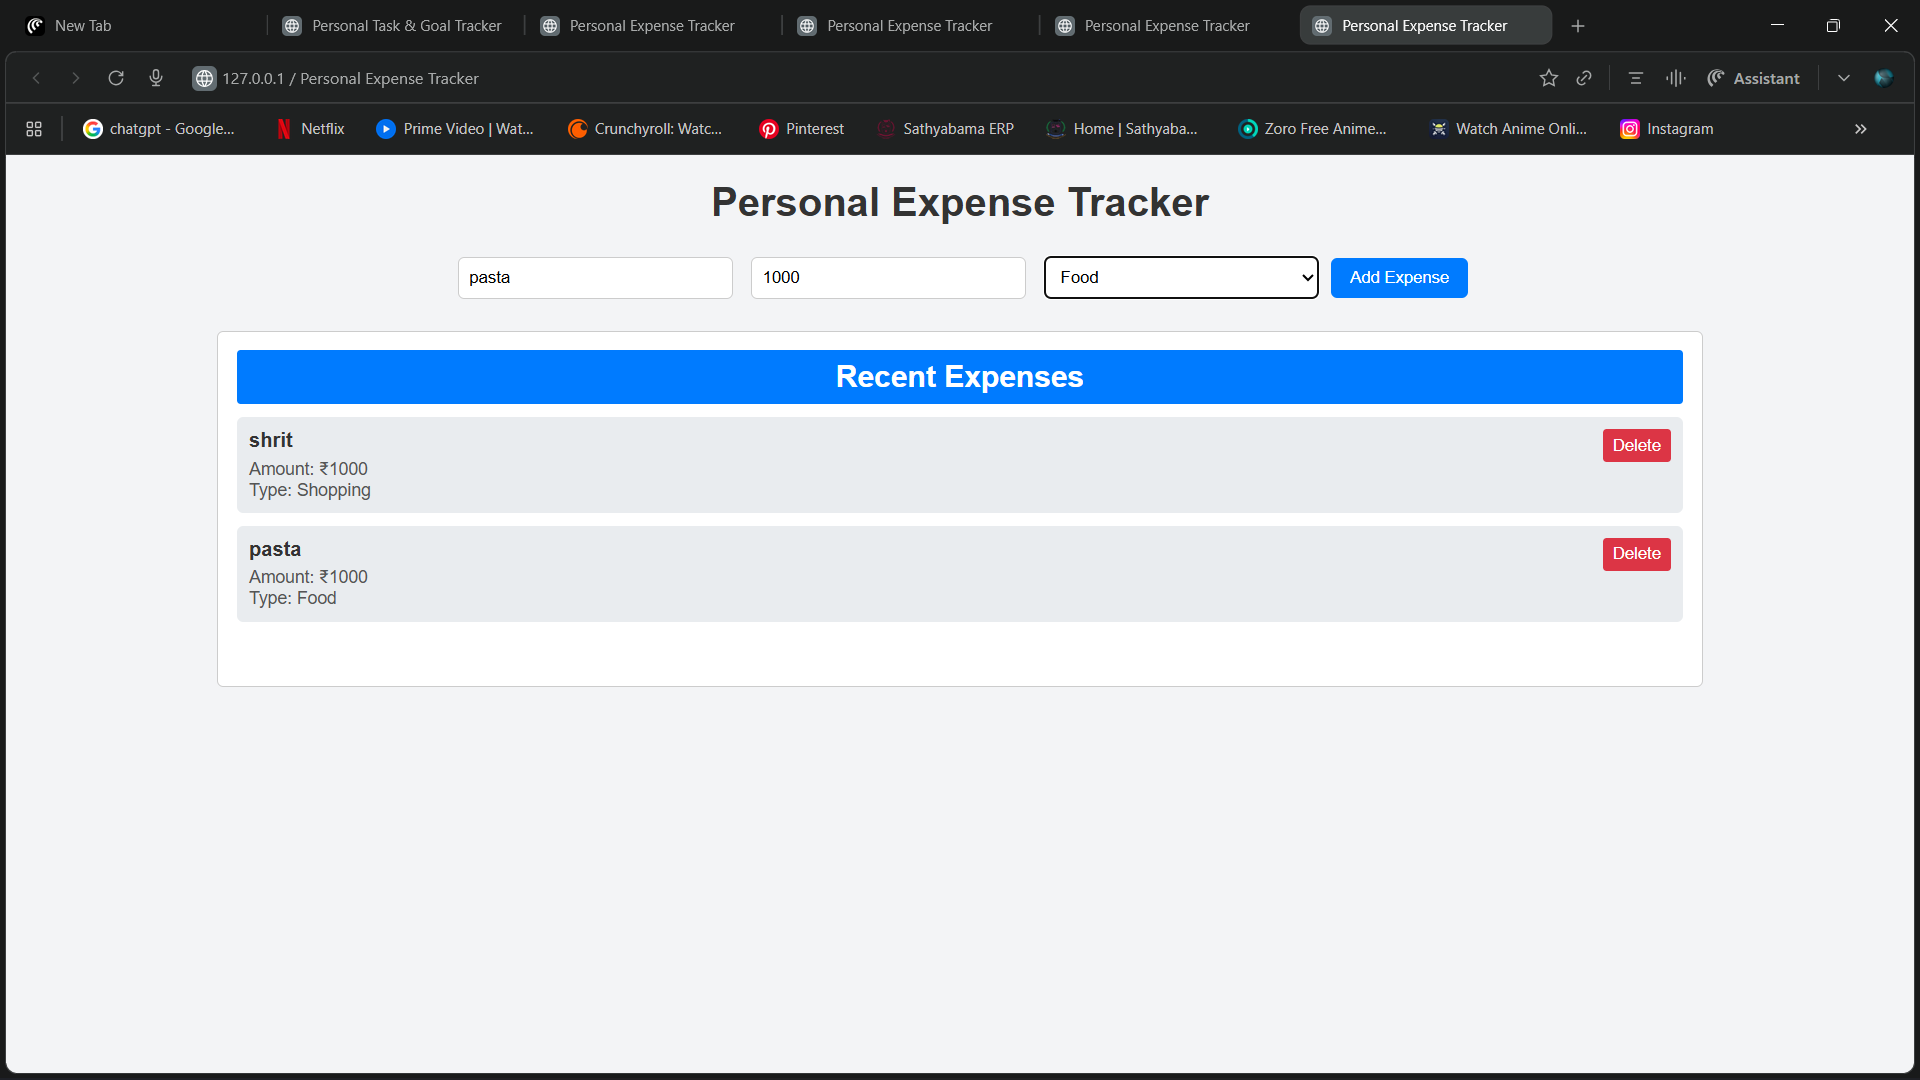 New Tab
Personal Task & Goal Tracker
Personal Expense Tracker
Personal Expense Tracker
Personal Expense Tracker
Personal Expense Tracker
127.0.0.1 / Personal Expense Tracker
Assistant
chatgpt - Google...
Netflix
Prime Video | Wat...
Crunchyroll: Watc...
Pinterest
Sathyabama ERP
Home | Sathyaba...
Zoro Free Anime...
Watch Anime Onli...
Instagram
Personal Expense Tracker
pasta
1000
Food
Add Expense
Recent Expenses
shrit
Delete
Amount: ₹1000
Type: Shopping
pasta
Delete
Amount: ₹1000
Type: Food